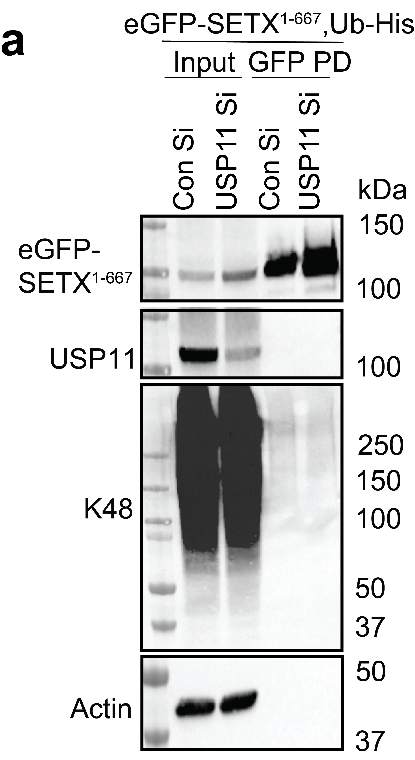 a
eGFP-SETX1-667,Ub-His
Input GFP PD
Con Si
USP11 Si
Con Si
USP11 Si
kDa
150
eGFP-
SETX1-667
100
USP11
100
250
150
K48
100
50
37
50
Actin
37